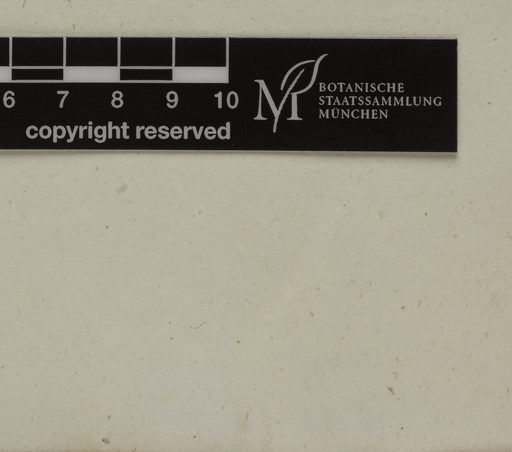 6 7 8 9 10
copyright reserved
BOTANISCHE
STAATSSAMMLUNG
MÜNCHEN